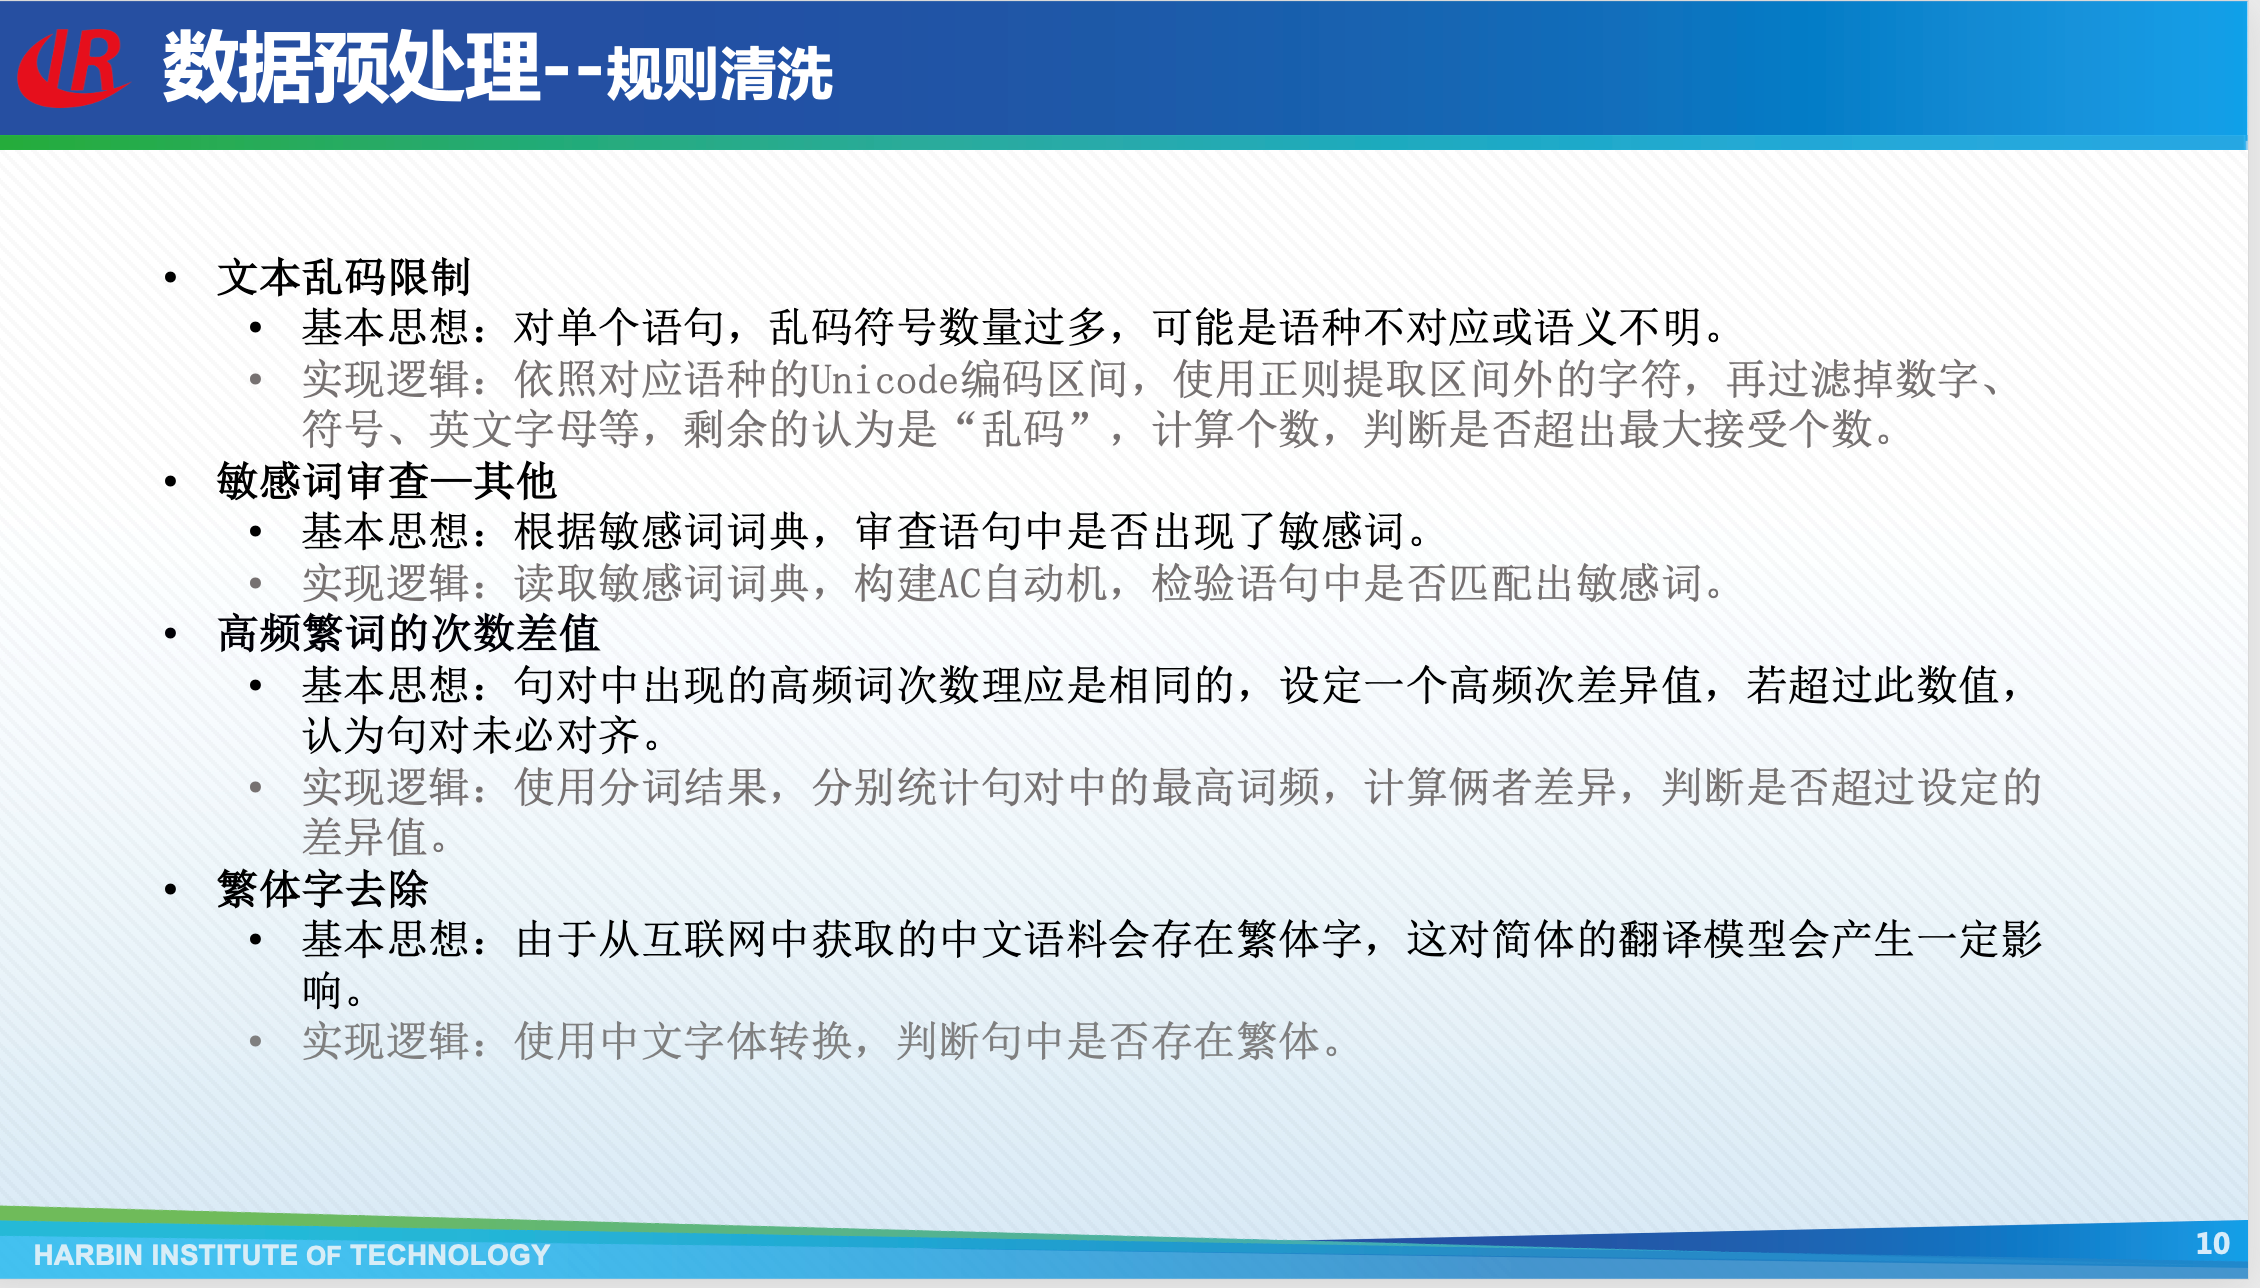 IR
数据预处理--规则清洗
• 文本乱码限制
• 基本思想：对单个语句，乱码符号数量过多，可能是语种不对应或语义不明。
• 实现逻辑：依照对应语种的Unicode编码区间，使用正则提取区间外的字符，再过滤掉数字、
符号、英文字母等，剩余的认为是“乱码”，计算个数，判断是否超出最大接受个数。
• 敏感词审查—其他
• 基本思想：根据敏感词词典，审查语句中是否出现了敏感词。
• 实现逻辑：读取敏感词词典，构建AC自动机，检验语句中是否匹配出敏感词。
• 高频繁词的次数差值
• 基本思想：句对中出现的高频词次数理应是相同的，设定一个高频次差异值，若超过此数值，
认为句对未必对齐。
• 实现逻辑：使用分词结果，分别统计句对中的最高词频，计算俩者差异，判断是否超过设定的
差异值。
• 繁体字去除
• 基本思想：由于从互联网中获取的中文语料会存在繁体字，这对简体的翻译模型会产生一定影
响。
• 实现逻辑：使用中文字体转换，判断句中是否存在繁体。
HARBIN INSTITUTE OF TECHNOLOGY
10